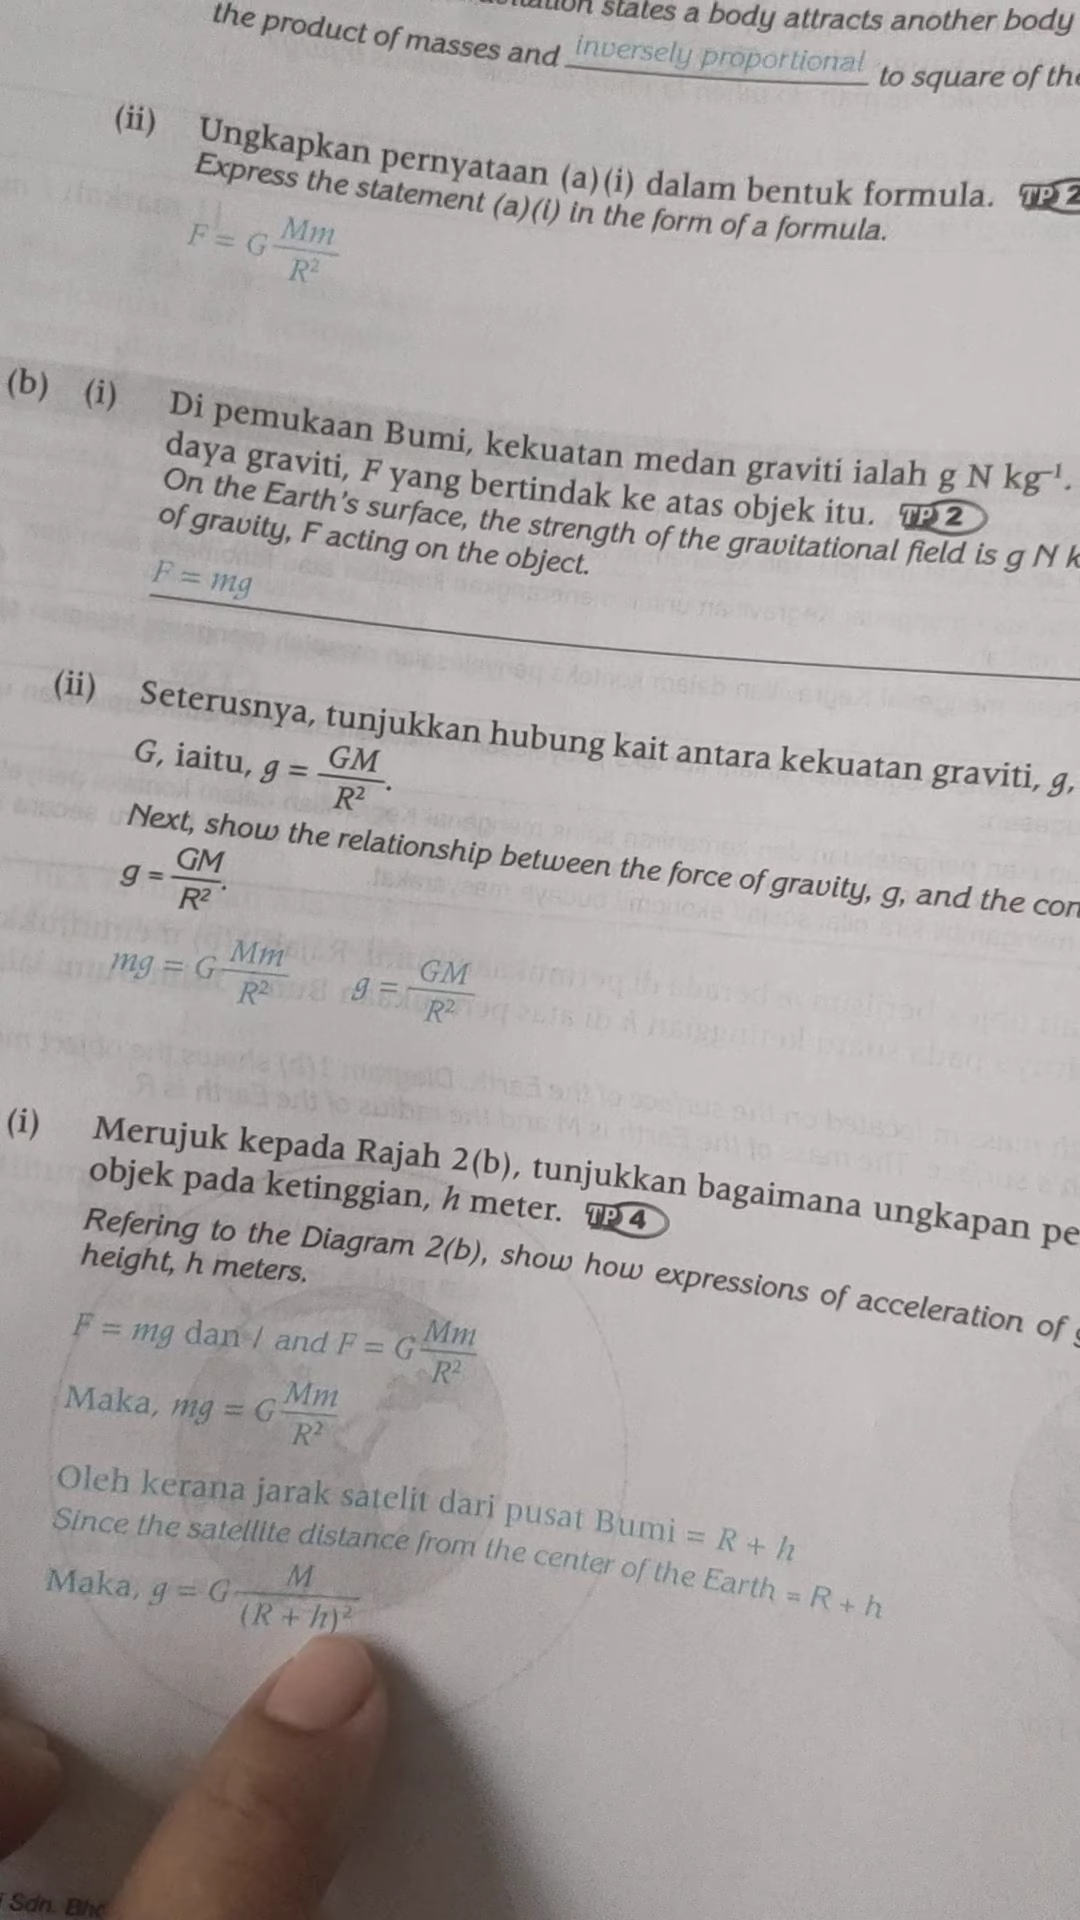 states a body attracts another body
the product of masses and inversely proportional to square of the
(ii) Ungkapkan pernyataan (a)(i) dalam bentuk formula. TP 2
Express the statement (a)(i) in the form of a formula.
F = G Mm/R²
(b) (i) Di pemukaan Bumi, kekuatan medan graviti ialah g N kg⁻¹.
daya graviti, F yang bertindak ke atas objek itu. TP 2
On the Earth's surface, the strength of the gravitational field is g N k
of gravity, F acting on the object.
F = mg
(ii) Seterusnya, tunjukkan hubung kait antara kekuatan graviti, g,
G, iaitu, g = GM/R².
Next, show the relationship between the force of gravity, g, and the con
g = GM/R².
mg = G Mm/R² g = GM/R²
(i) Merujuk kepada Rajah 2(b), tunjukkan bagaimana ungkapan pe
objek pada ketinggian, h meter. TP 4
Refering to the Diagram 2(b), show how expressions of acceleration of g
height, h meters.
F = mg dan / and F = G Mm/R²
Maka, mg = G Mm/R²
Oleh kerana jarak satelit dari pusat Bumi = R + h
Since the satellite distance from the center of the Earth = R + h
Maka, g = G M/(R + h)²
Sdn. Bhd